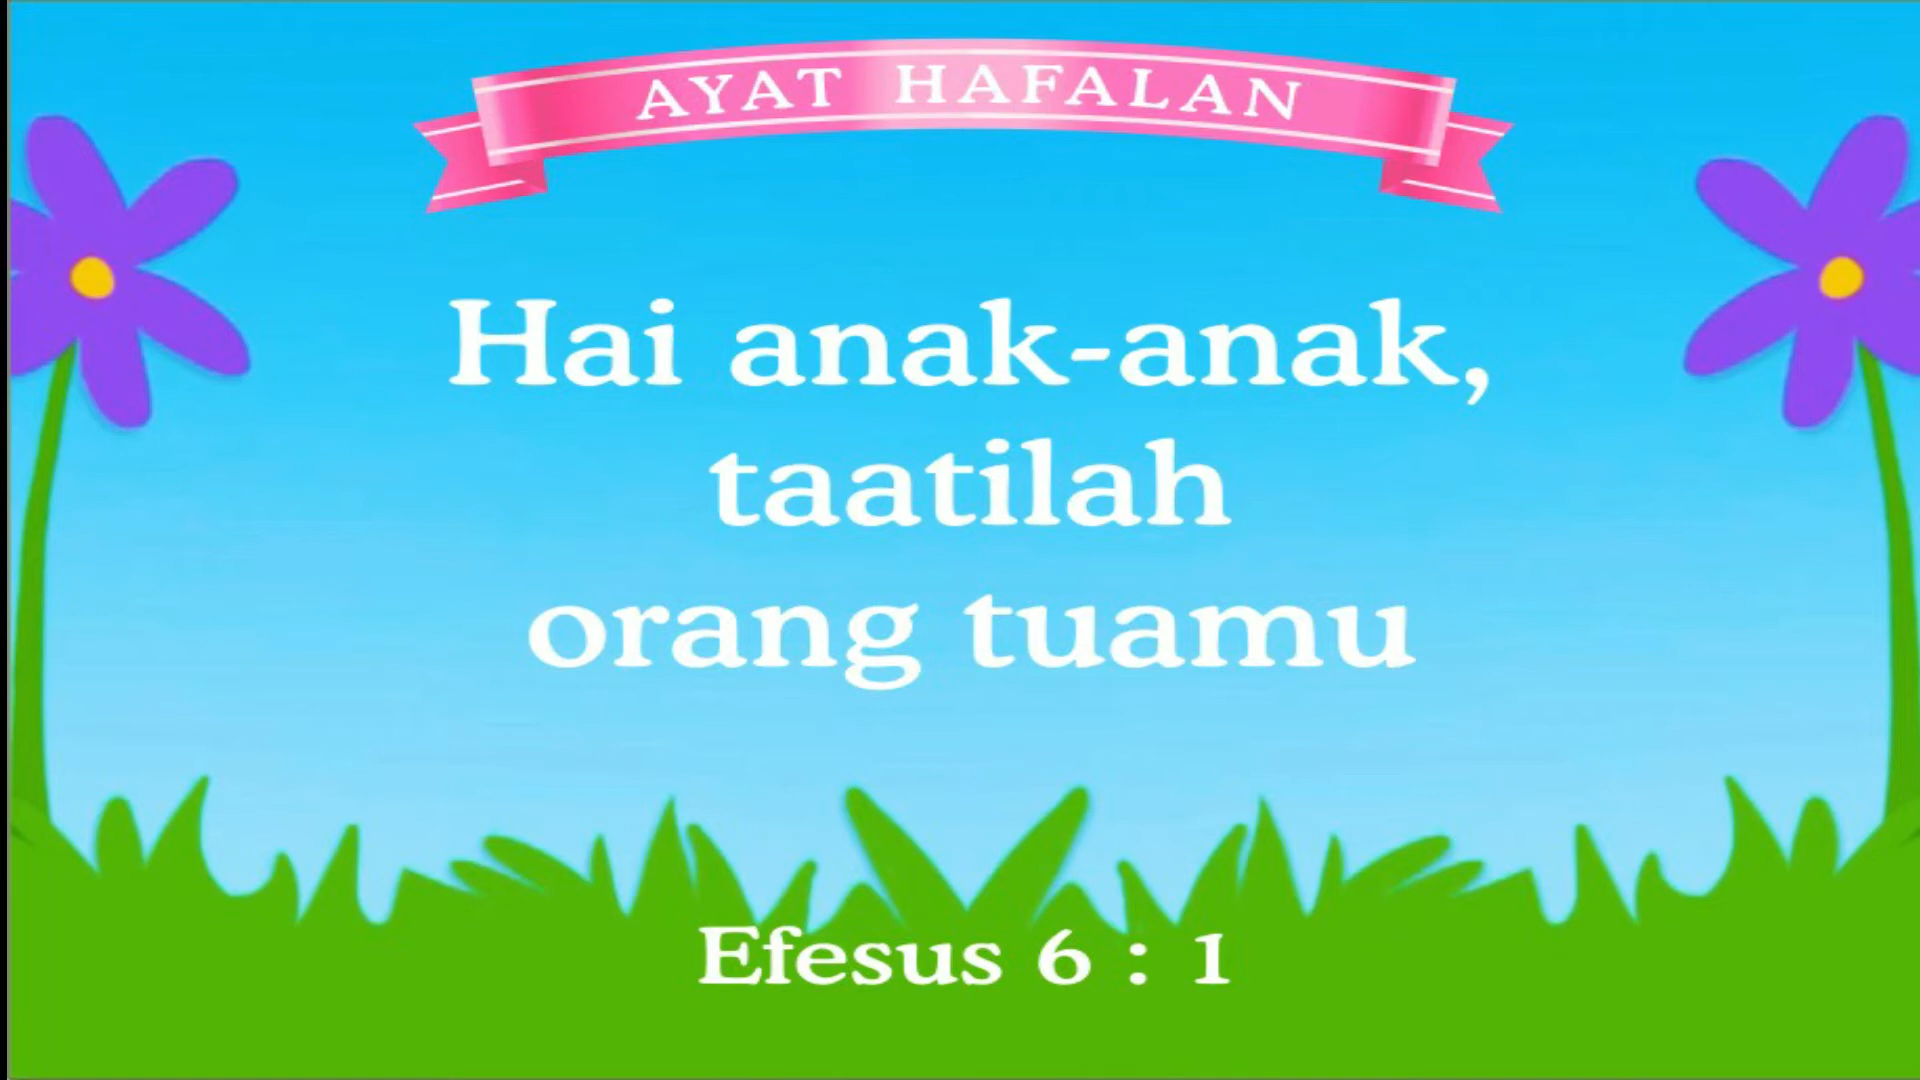 AYAT HAFALAN
Hai anak-anak,
taatilah
orang tuamu
Efesus 6 : 1